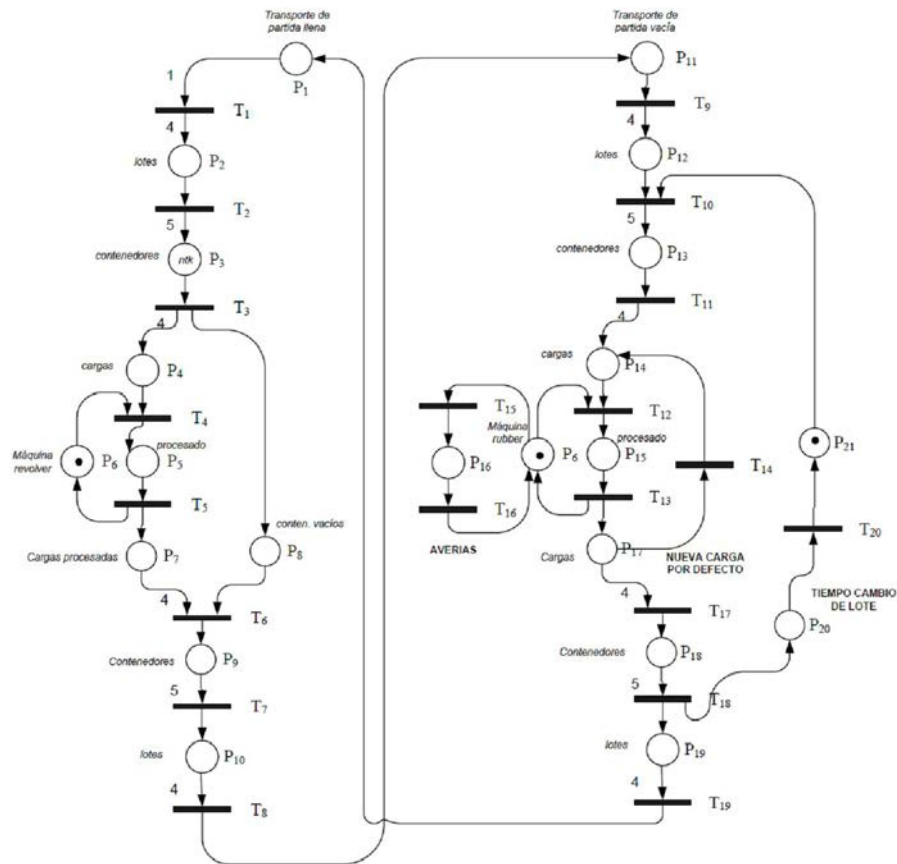 Transporte de
partida llena
P1
1
T1
4
lotes
P2
T2
5
contenedores
ntk
P3
T3
4
cargas
P4
T4
Máquina
revolver
P6
procesado
P5
T5
Cargas procesadas
P7
conten. vacíos
P8
4
T6
Contenedores
P9
5
T7
lotes
P10
4
T8
Transporte de
partida vacía
P11
T9
4
lotes
P12
T10
5
contenedores
P13
T11
4
cargas
P14
T15
Máquina
rubber
T12
P16
P6
procesado
P15
T16
T13
AVERIAS
Cargas
P17
T14
NUEVA CARGA
POR DEFECTO
P21
T20
TIEMPO CAMBIO
DE LOTE
P20
4
T17
Contenedores
P18
5
T18
lotes
P19
4
T19